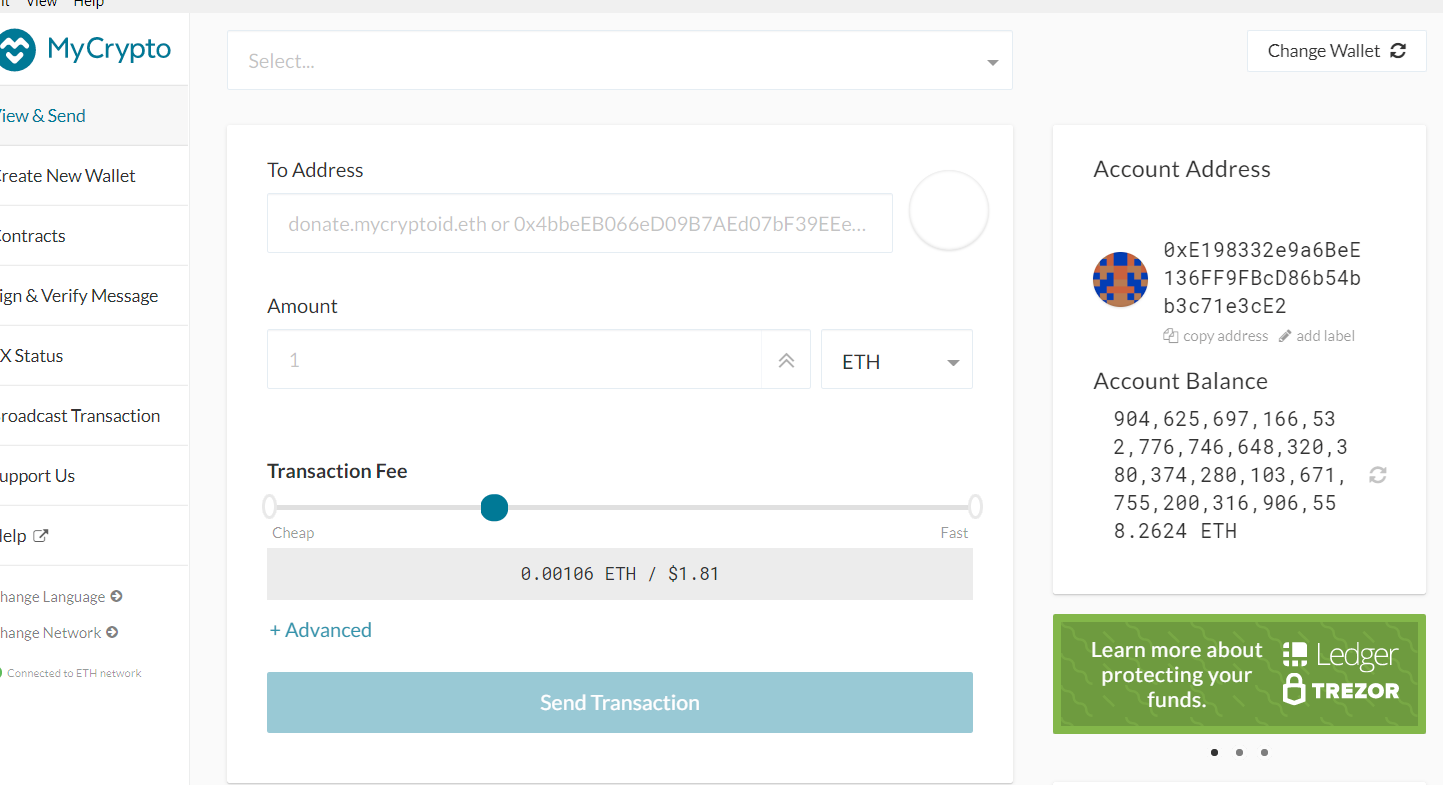 View Help
MyCrypto
Select...
Change Wallet
View & Send
Create New Wallet
Contracts
Sign & Verify Message
TX Status
Broadcast Transaction
Support Us
Help
Change Language
Change Network
Connected to ETH network
To Address
donate.mycryptoid.eth or 0x4bbeEB066eD09B7AEd07bF39EEe...
Amount
1
ETH
Transaction Fee
Cheap
Fast
0.00106 ETH / $1.81
+ Advanced
Send Transaction
Account Address
0xE198332e9a6BeE
136FF9FBcD86b54b
b3c71e3cE2
copy address add label
Account Balance
904,625,697,166,53
2,776,746,648,320,3
80,374,280,103,671,
755,200,316,906,55
8.2624 ETH
Learn more about
protecting your
funds.
Ledger
TREZOR